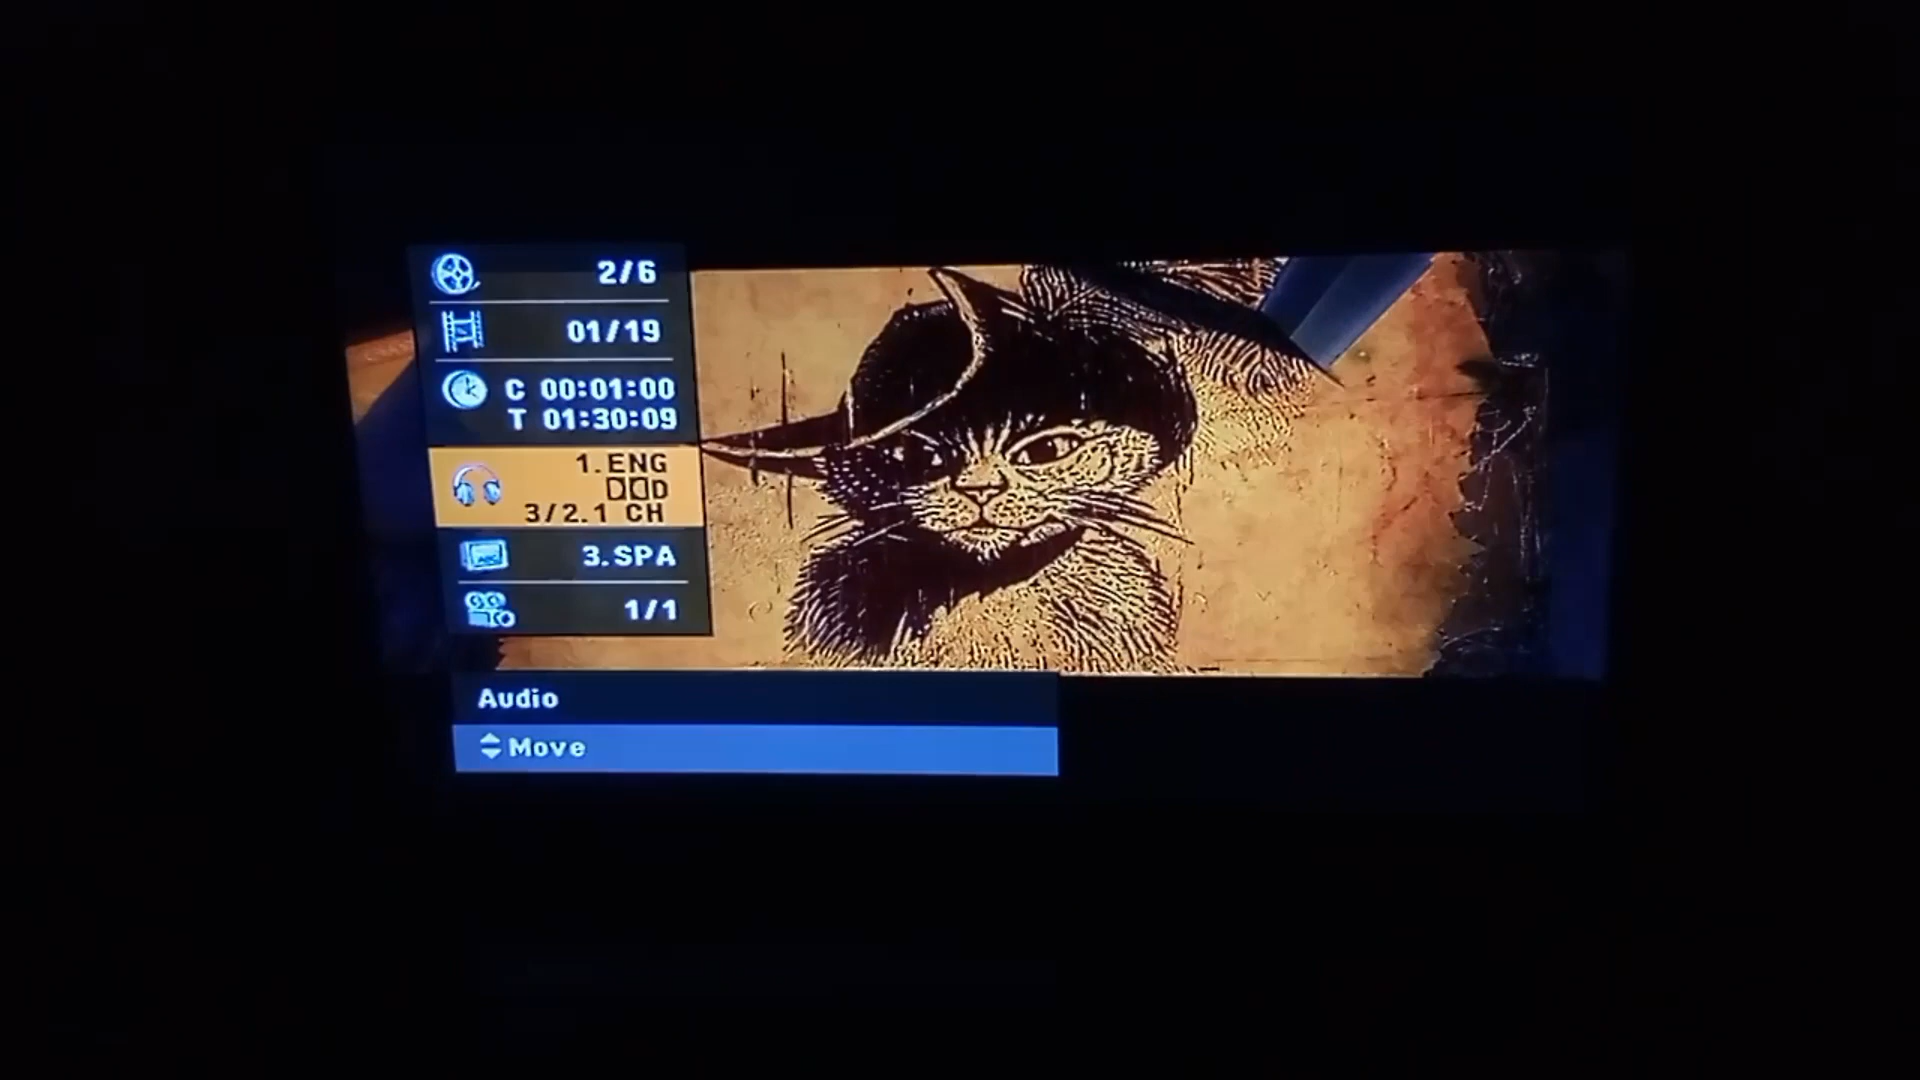 2/6
01/19
C 00:01:00
T 01:30:09
1.ENG
▯▯D
3/2.1 CH
3.SPA
1/1
Audio
Move